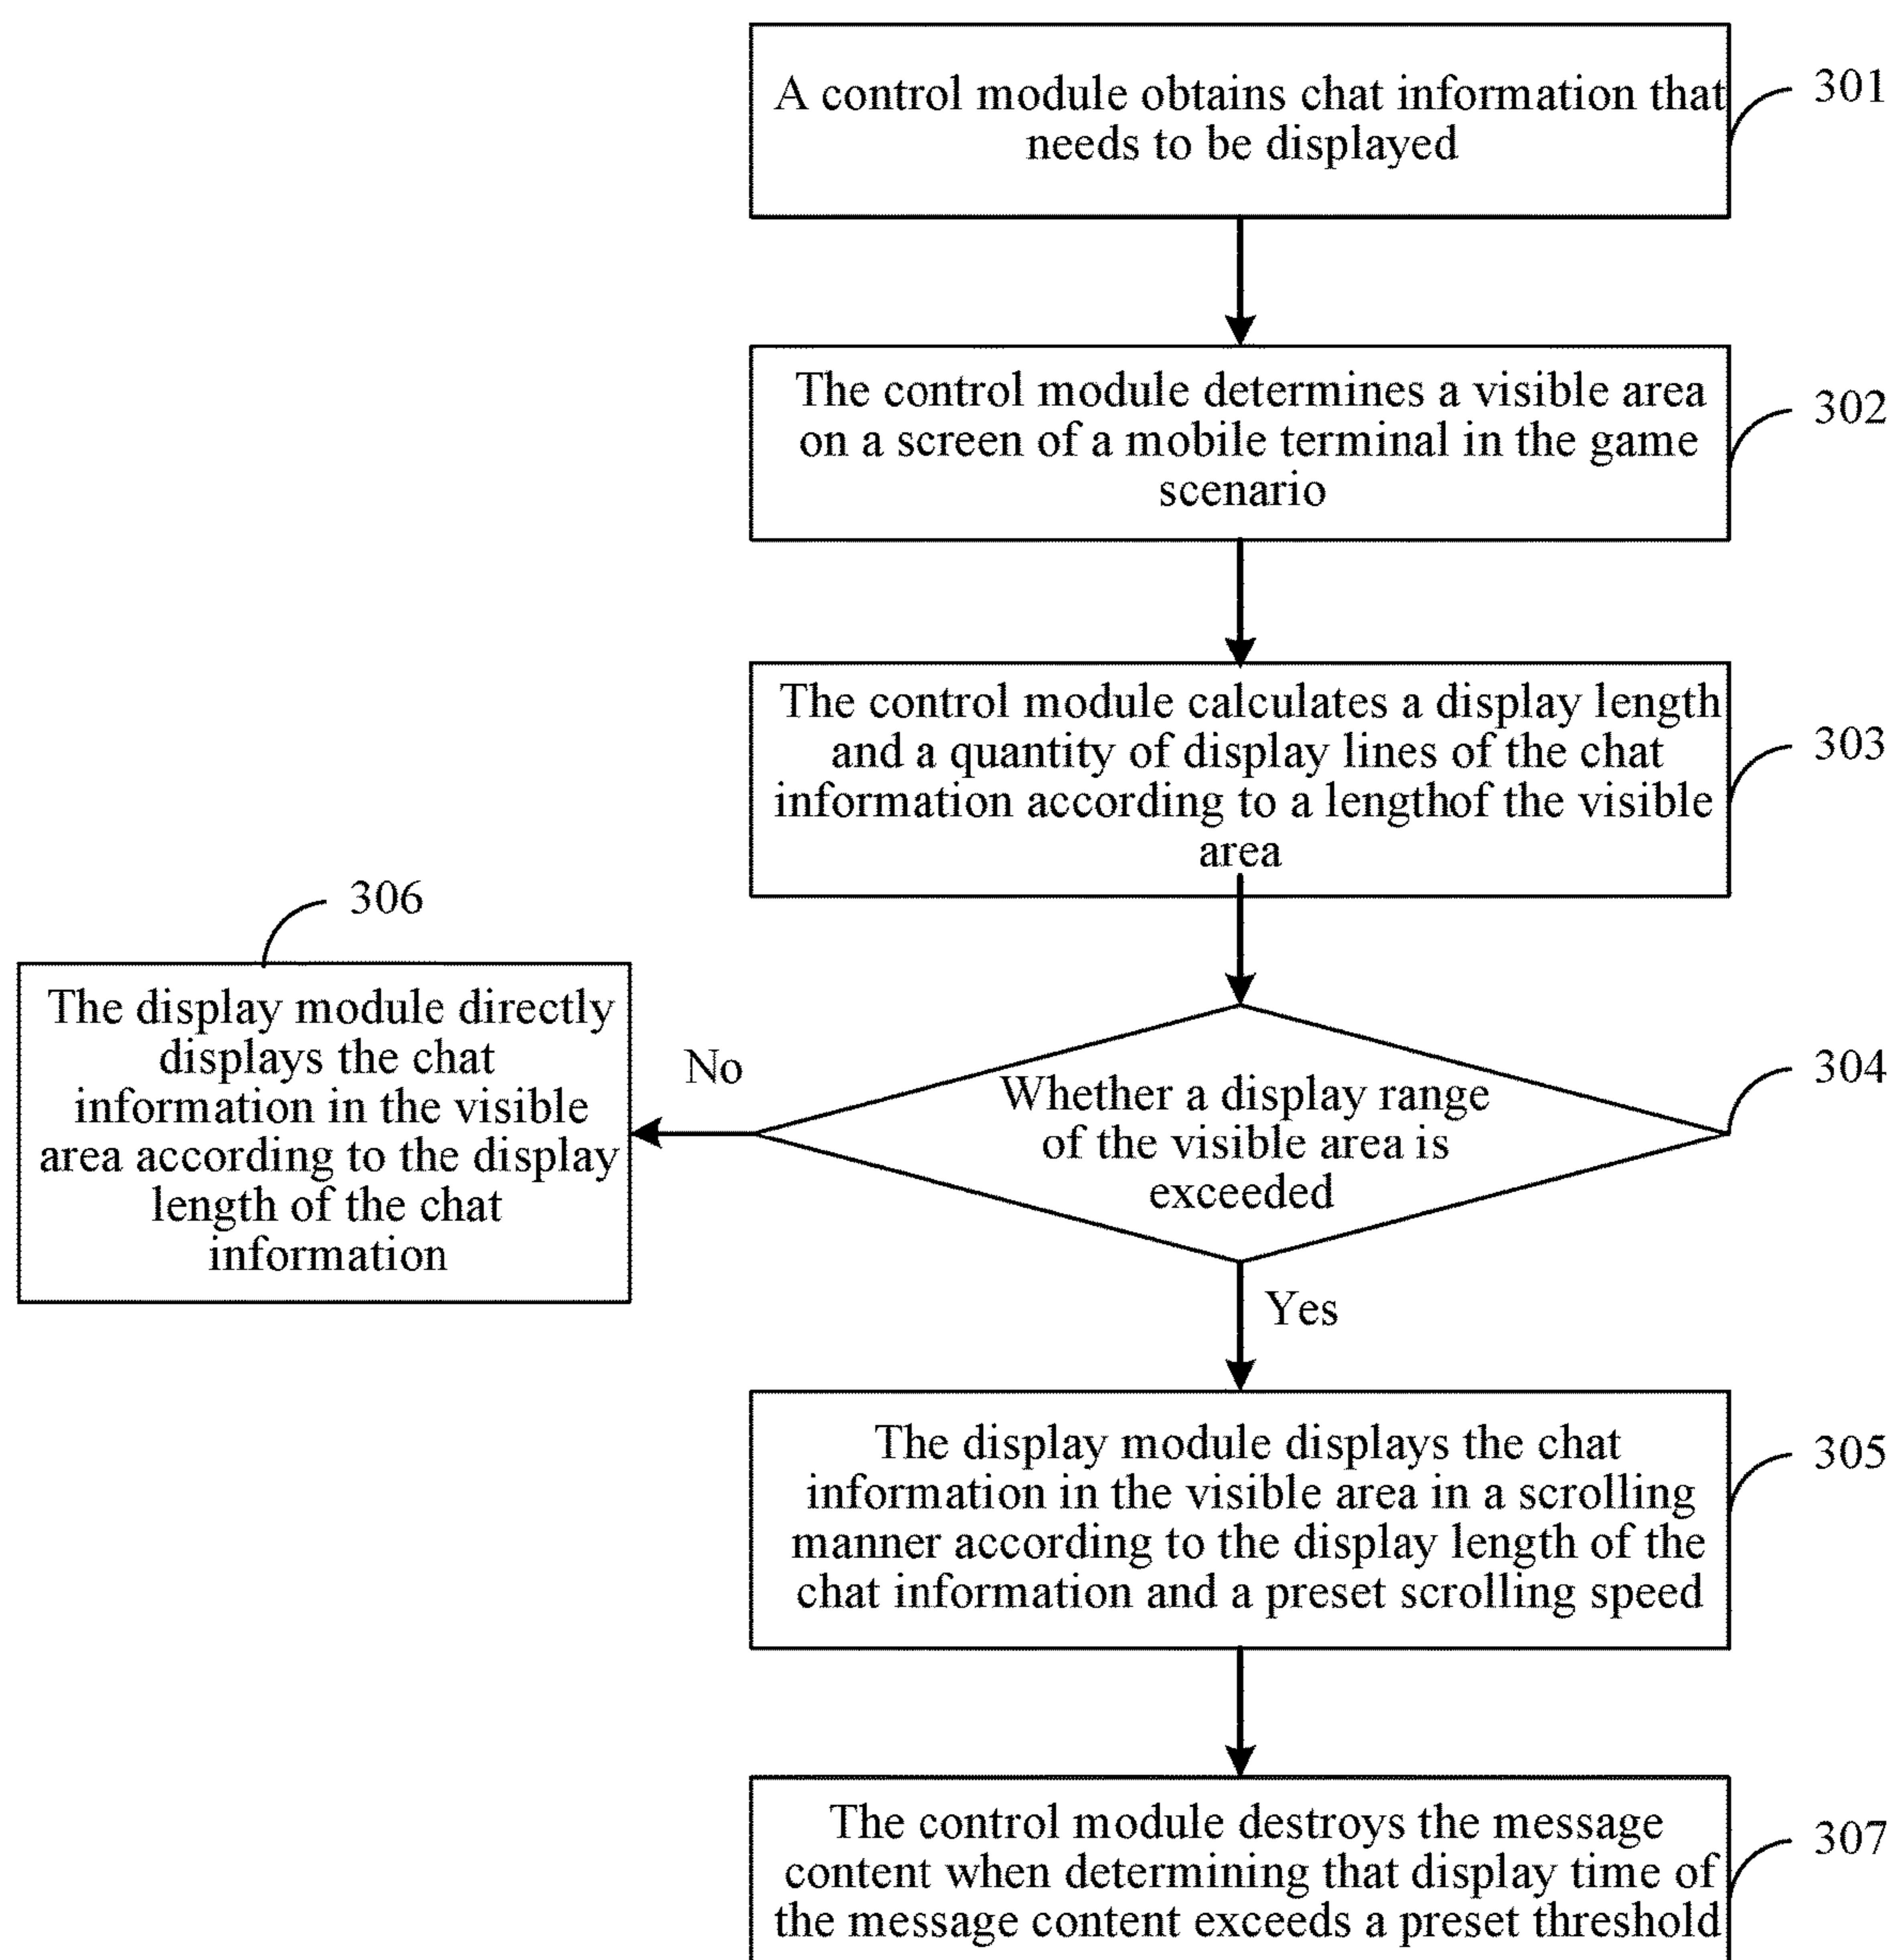 A control module obtains chat information that
needs to be displayed
301
The control module determines a visible area
on a screen of a mobile terminal in the game
scenario
302
The control module calculates a display length
and a quantity of display lines of the chat
information according to a lengthof the visible
area
303
306
The display module directly
displays the chat
information in the visible
area according to the display
length of the chat
information
No
Whether a display range
of the visible area is
exceeded
304
Yes
The display module displays the chat
information in the visible area in a scrolling
manner according to the display length of the
chat information and a preset scrolling speed
305
The control module destroys the message
content when determining that display time of
the message content exceeds a preset threshold
307